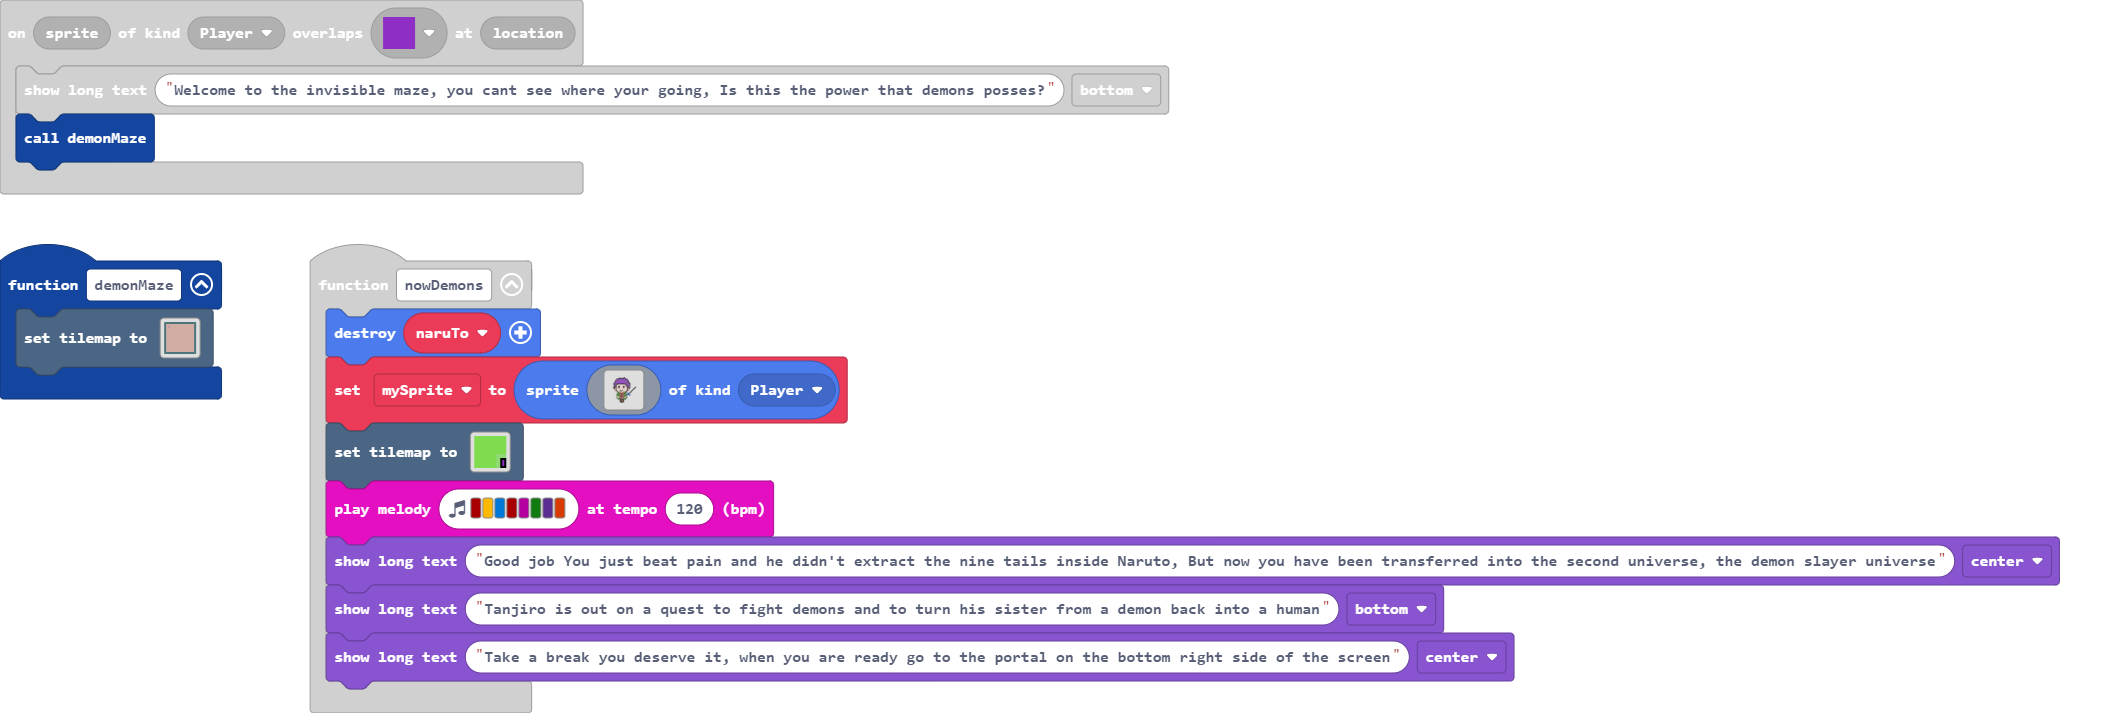 on sprite of kind Player overlaps at location
show long text "Welcome to the invisible maze, you cant see where your going, Is this the power that demons posses?" bottom
call demonMaze
function demonMaze
set tilemap to
function nowDemons
destroy naruTo
set mySprite to sprite of kind Player
set tilemap to
play melody at tempo 120 (bpm)
show long text "Good job You just beat pain and he didn't extract the nine tails inside Naruto, But now you have been transferred into the second universe, the demon slayer universe" center
show long text "Tanjiro is out on a quest to fight demons and to turn his sister from a demon back into a human" bottom
show long text "Take a break you deserve it, when you are ready go to the portal on the bottom right side of the screen" center